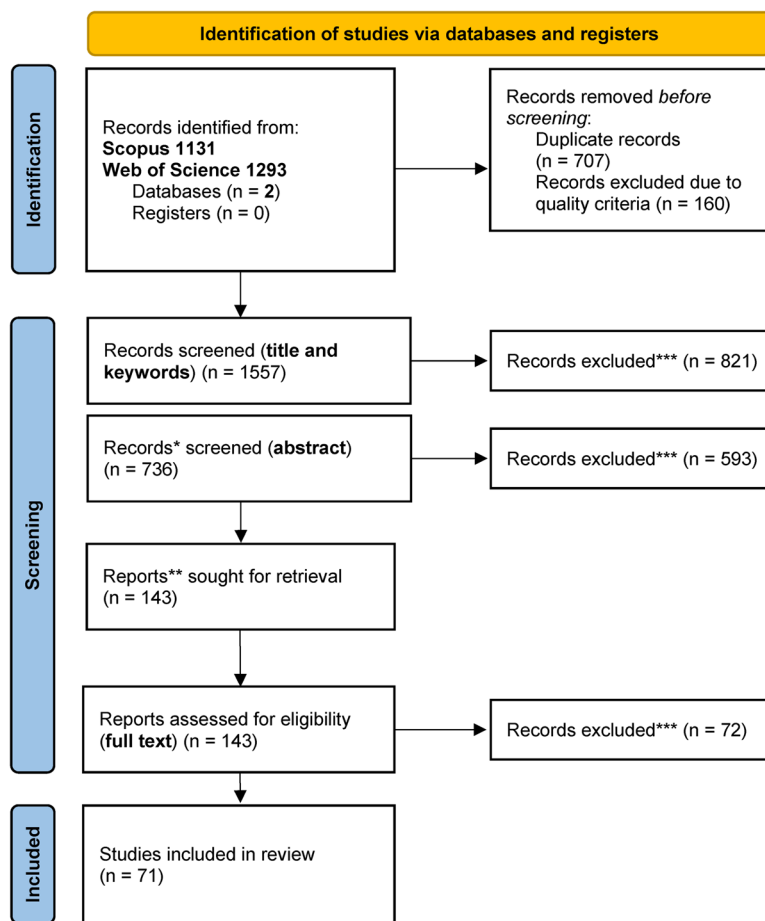 Identification of studies via databases and registers
Identification
Records identified from:
Scopus 1131
Web of Science 1293
Databases (n = 2)
Registers (n = 0)
Records removed before
screening:
Duplicate records
(n = 707)
Records excluded due to
quality criteria (n = 160)
Screening
Records screened (title and
keywords) (n = 1557)
Records excluded*** (n = 821)
Records* screened (abstract)
(n = 736)
Records excluded*** (n = 593)
Reports** sought for retrieval
(n = 143)
Reports assessed for eligibility
(full text) (n = 143)
Records excluded*** (n = 72)
Included
Studies included in review
(n = 71)